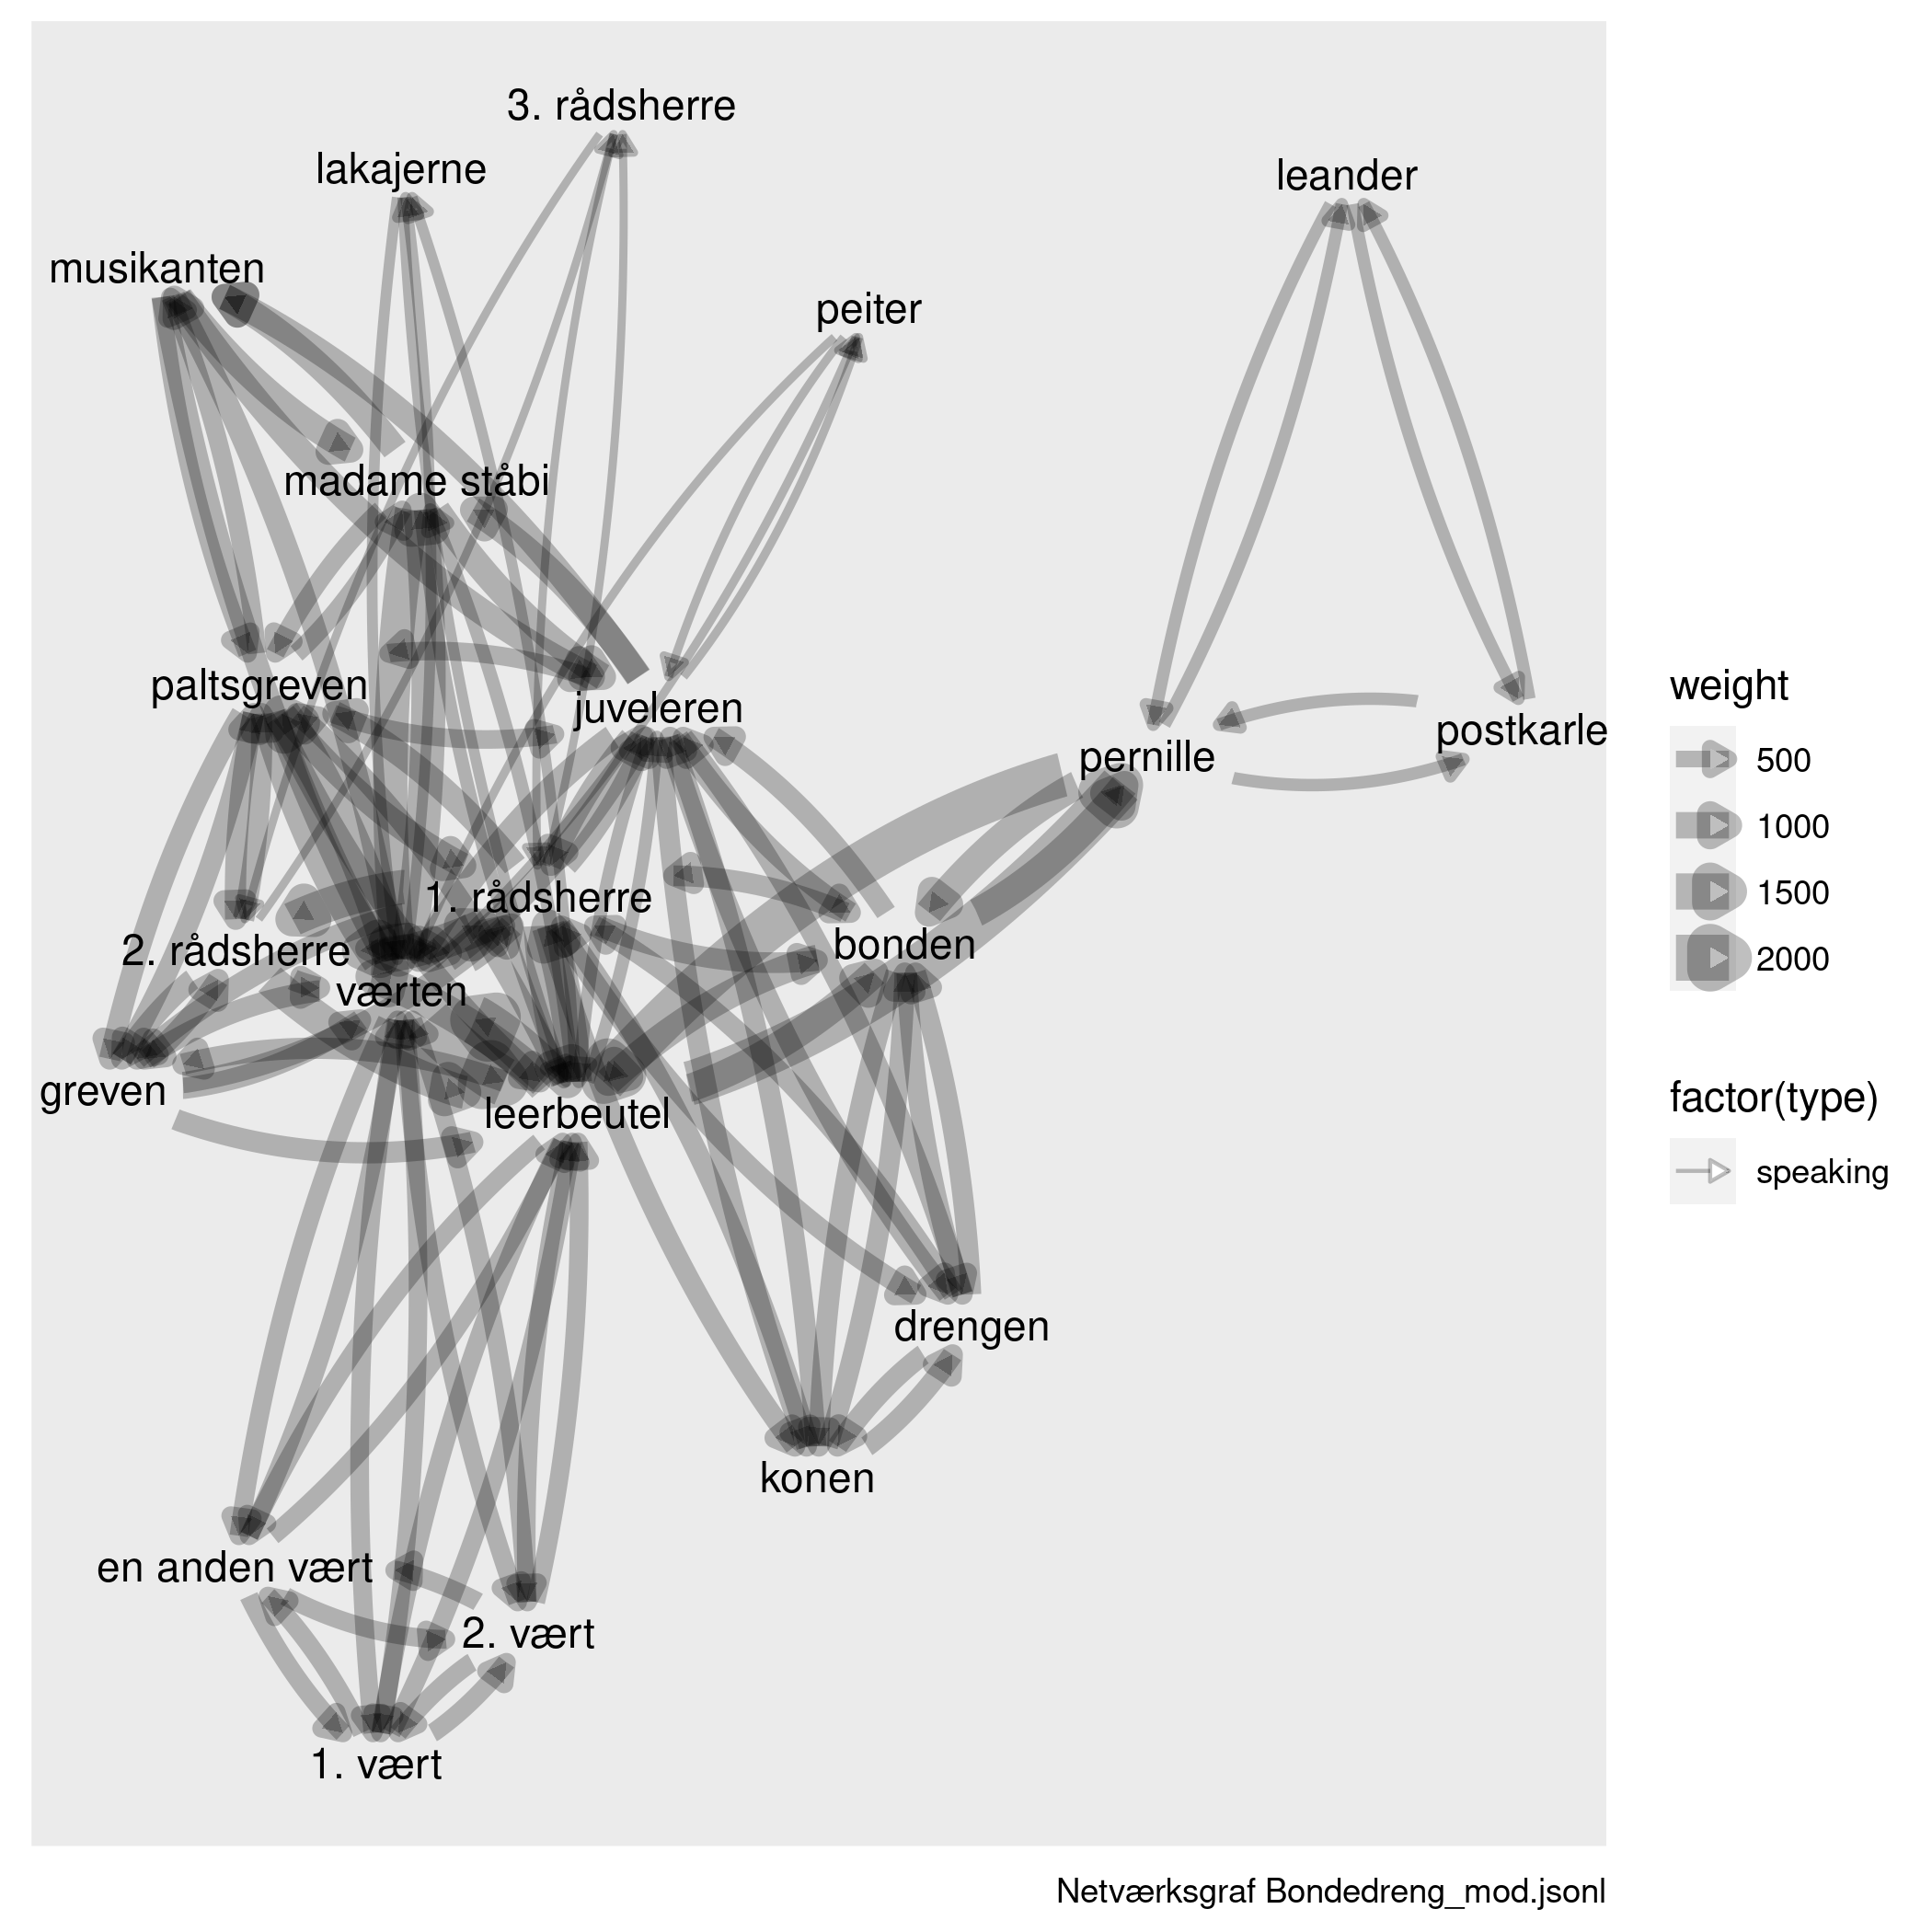 3. rådsherre
lakajerne
leander
musikanten
peiter
madame ståbi
paltsgreven
juveleren
postkarle
pernille
1. rådsherre
2. rådsherre
bonden
værten
greven
leerbeutel
drengen
konen
en anden vært
2. vært
1. vært
weight
500
1000
1500
2000
factor(type)
speaking
Netværksgraf Bondedreng_mod.jsonl